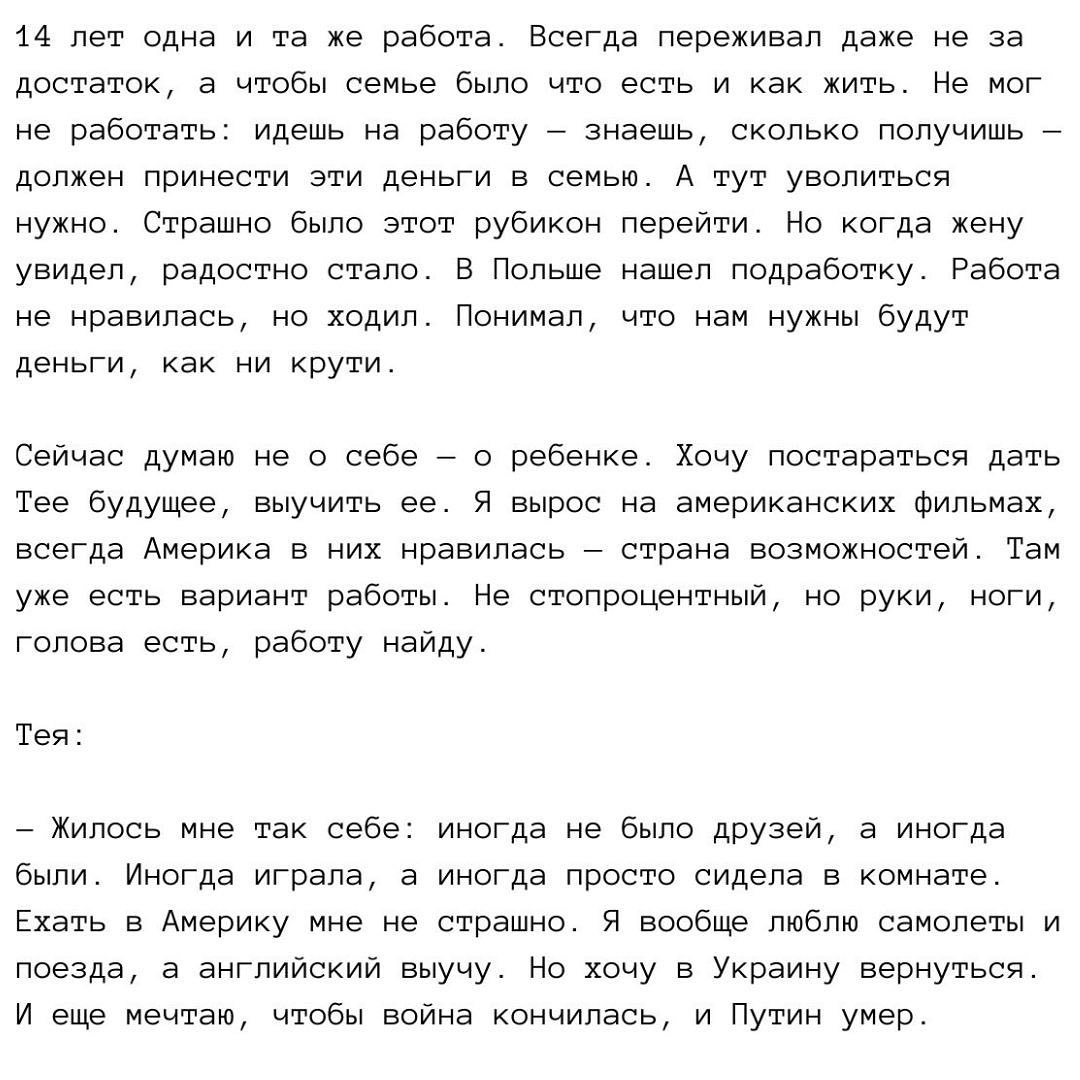 14 лет одна и та же работа. Всегда переживал даже не за
достаток, а чтобы семье было что есть и как жить. Не мог
не работать: идешь на работу — знаешь, сколько получишь —
должен принести эти деньги в семью. А тут уволиться
нужно. Страшно было этот рубикон перейти. Но когда жену
увидел, радостно стало. В Польше нашел подработку. Работа
не нравилась, но ходил. Понимал, что нам нужны будут
деньги, как ни крути.
Сейчас думаю не о себе — о ребенке. Хочу постараться дать
Тее будущее, выучить ее. Я вырос на американских фильмах,
всегда Америка в них нравилась — страна возможностей. Там
уже есть вариант работы. Не стопроцентный, но руки, ноги,
голова есть, работу найду.
Тея:
— Жилось мне так себе: иногда не было друзей, а иногда
были. Иногда играла, а иногда просто сидела в комнате.
Ехать в Америку мне не страшно. Я вообще люблю самолеты и
поезда, а английский выучу. Но хочу в Украину вернуться.
И еще мечтаю, чтобы война кончилась, и Путин умер.